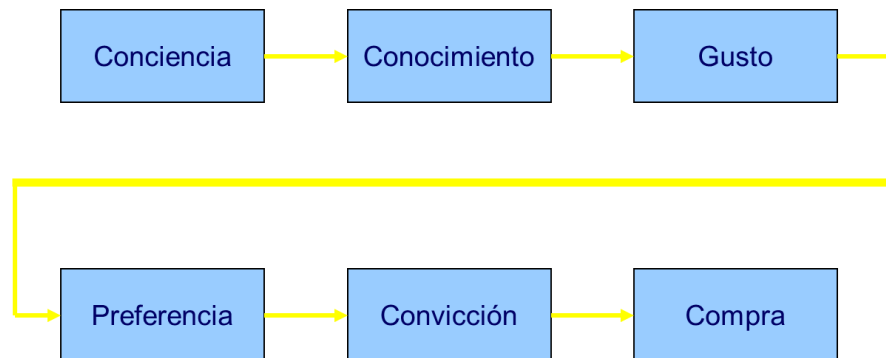 Conciencia
Conocimiento
Gusto
Preferencia
Convicción
Compra